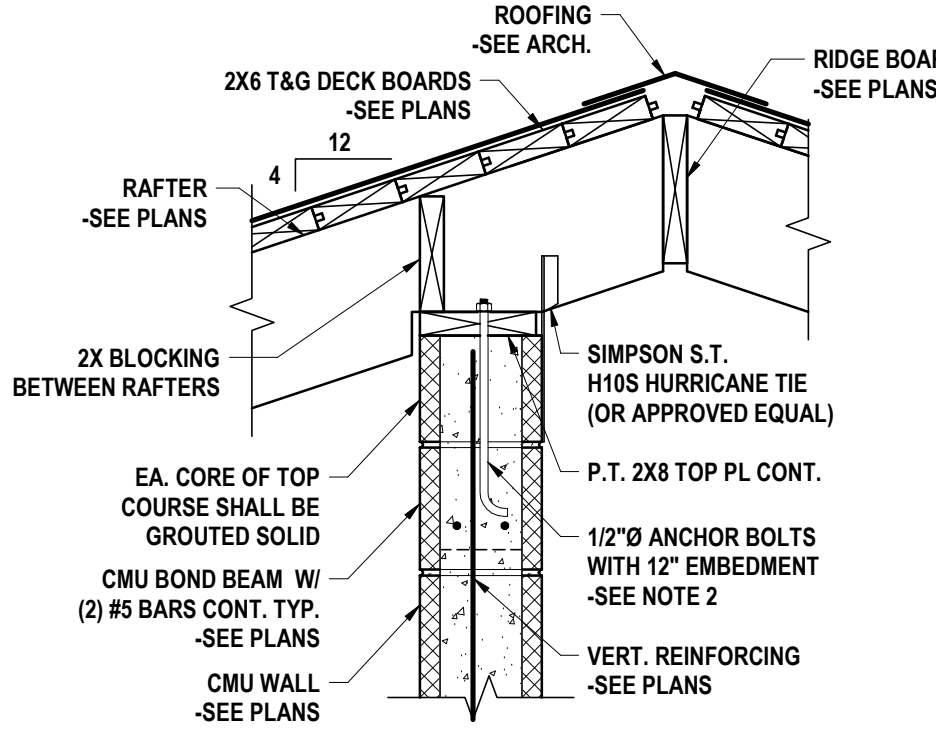 ROOFING
-SEE ARCH.
2X6 T&G DECK BOARDS
-SEE PLANS
RIDGE BOAR
-SEE PLANS
12
4
RAFTER
-SEE PLANS
2X BLOCKING
BETWEEN RAFTERS
SIMPSON S.T.
H10S HURRICANE TIE
(OR APPROVED EQUAL)
EA. CORE OF TOP
COURSE SHALL BE
GROUTED SOLID
P.T. 2X8 TOP PL CONT.
1/2"Ø ANCHOR BOLTS
WITH 12" EMBEDMENT
-SEE NOTE 2
CMU BOND BEAM W/
(2) #5 BARS CONT. TYP.
-SEE PLANS
VERT. REINFORCING
-SEE PLANS
CMU WALL
-SEE PLANS